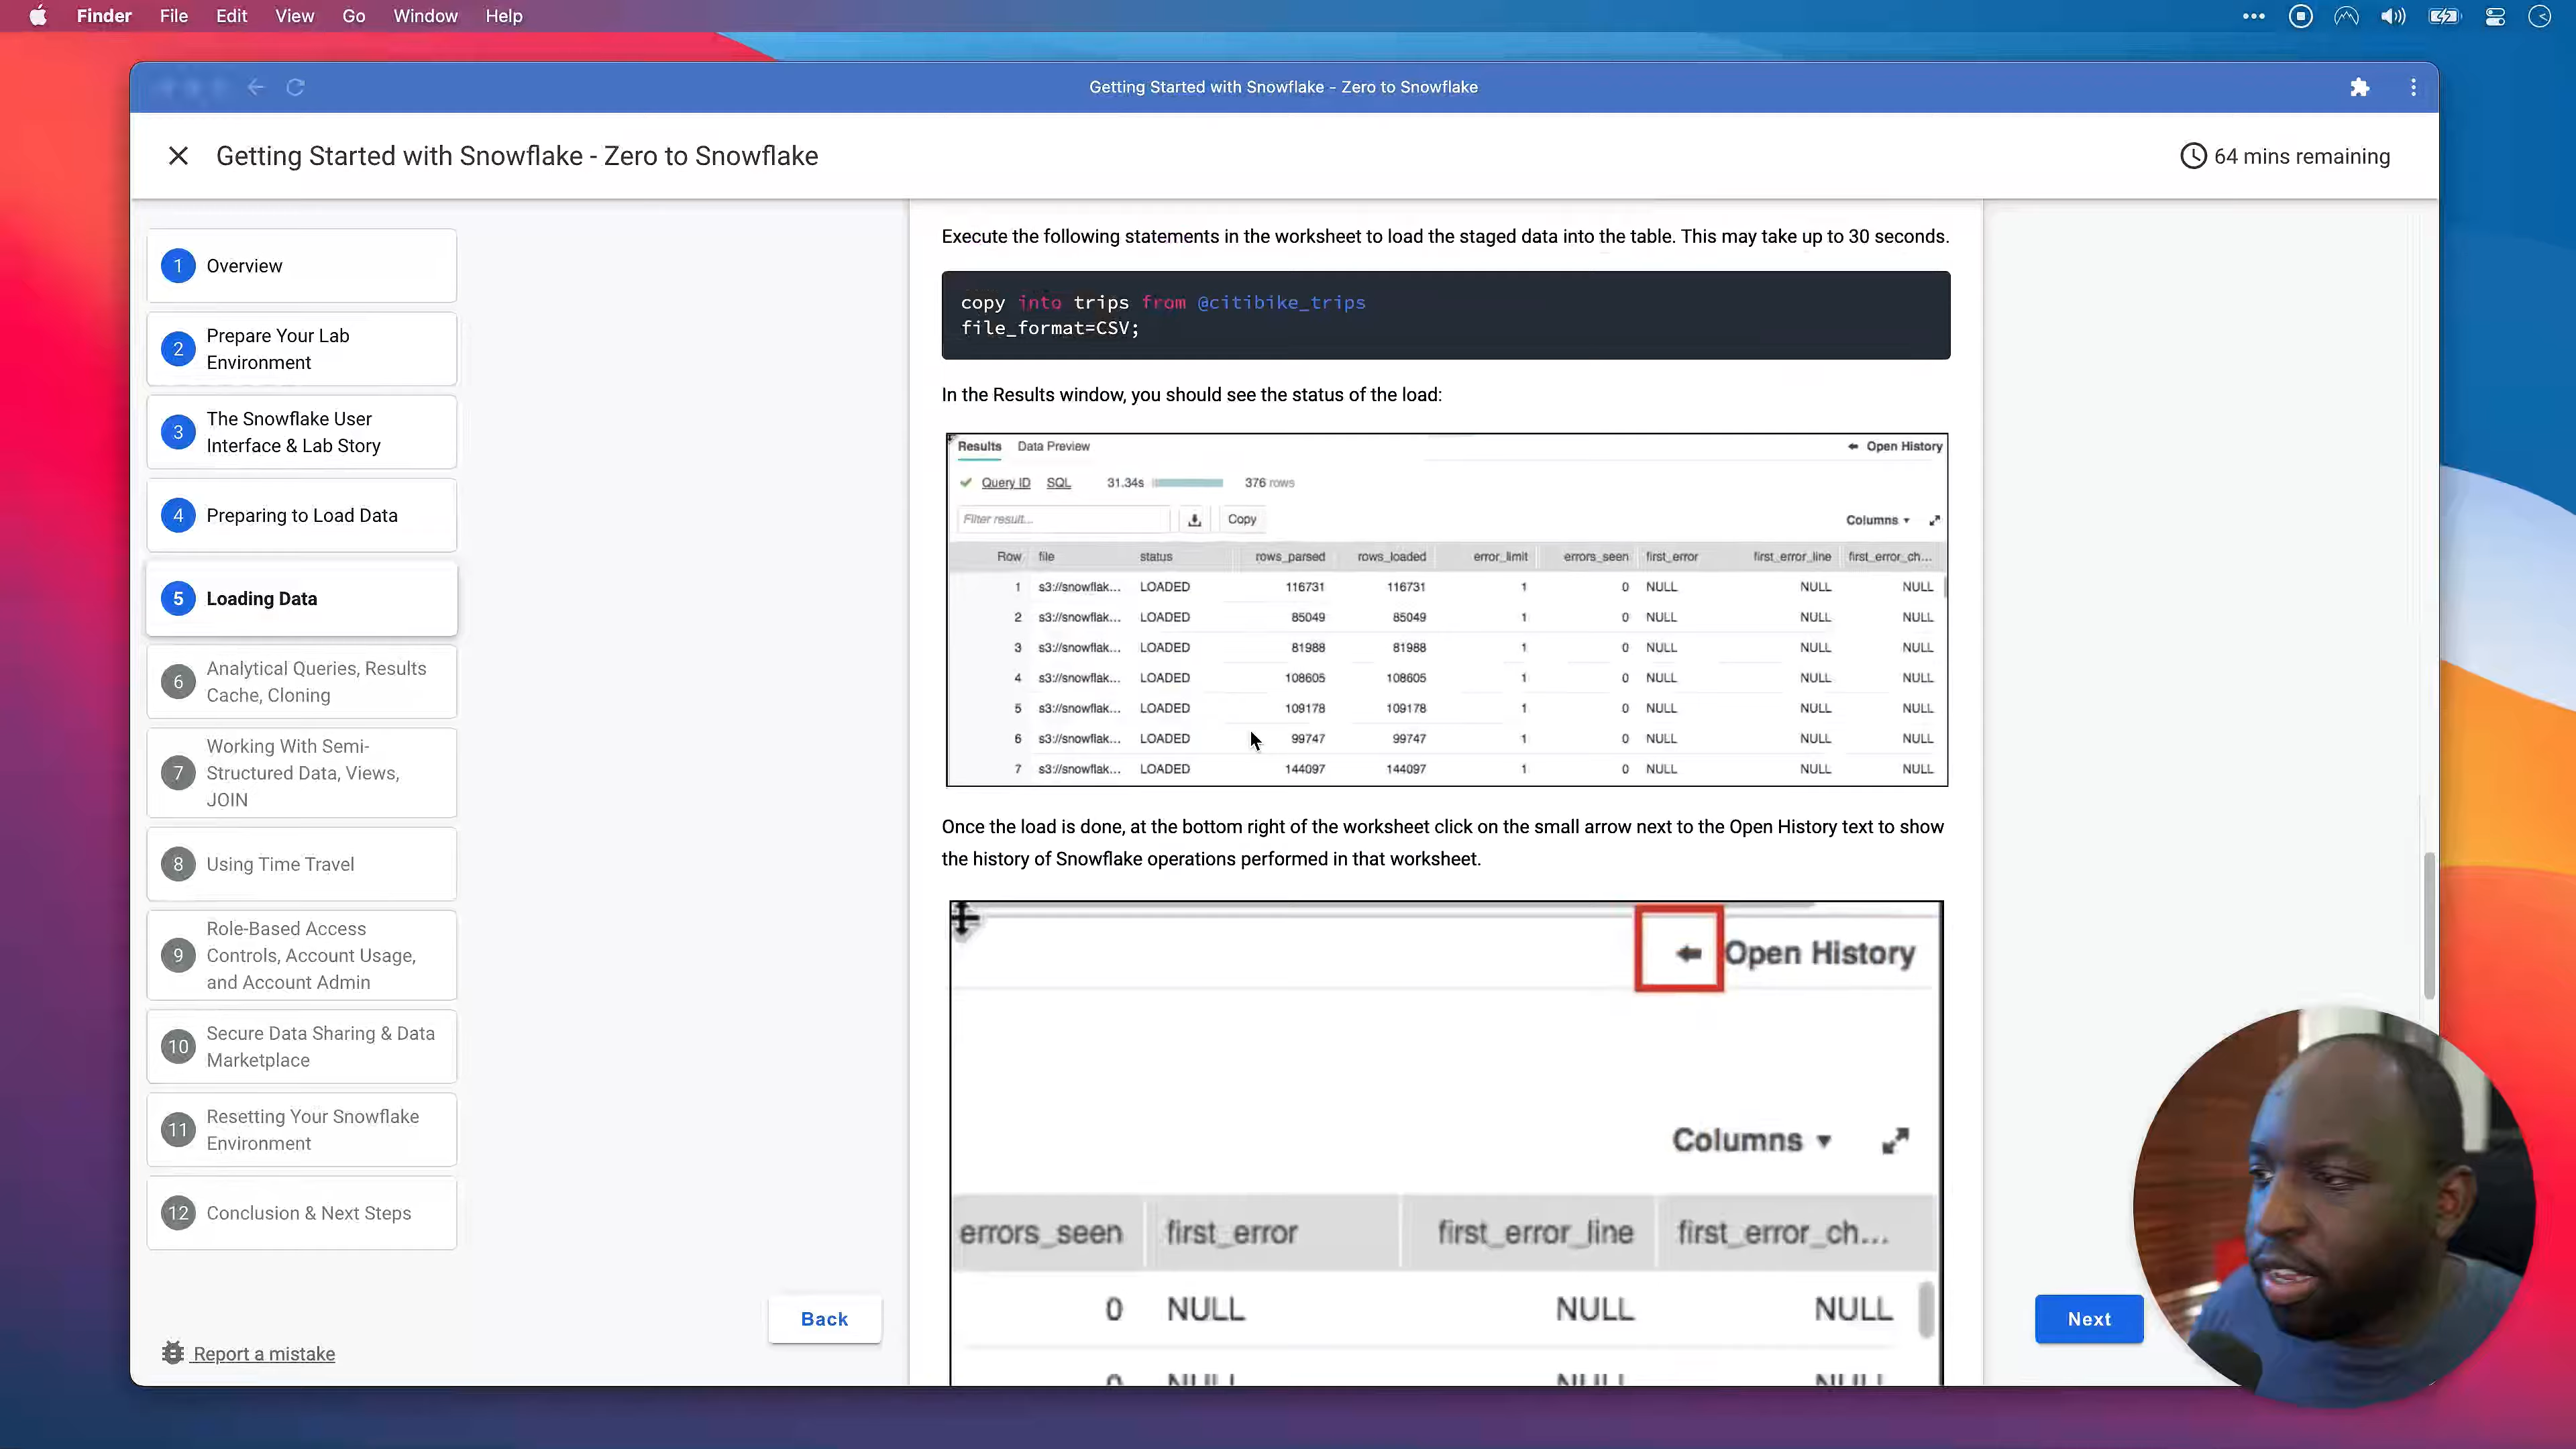 Finder File Edit View Go Window Help
Getting Started with Snowflake - Zero to Snowflake
Getting Started with Snowflake - Zero to Snowflake
64 mins remaining
1 Overview
2 Prepare Your Lab
Environment
3 The Snowflake User
Interface & Lab Story
4 Preparing to Load Data
5 Loading Data
6 Analytical Queries, Results
Cache, Cloning
7 Working With Semi-
Structured Data, Views,
JOIN
8 Using Time Travel
9 Role-Based Access
Controls, Account Usage,
and Account Admin
10 Secure Data Sharing & Data
Marketplace
11 Resetting Your Snowflake
Environment
12 Conclusion & Next Steps
Report a mistake
Back
Execute the following statements in the worksheet to load the staged data into the table. This may take up to 30 seconds.
copy into trips from @citibike_trips
file_format=CSV;
In the Results window, you should see the status of the load:
Results Data Preview Open History
Query ID SQL 31.34s 376 rows
Filter result... Copy Columns
Row file status rows_parsed rows_loaded error_limit errors_seen first_error first_error_line first_error_ch...
1 s3://snowflak... LOADED 116731 116731 1 0 NULL NULL NULL
2 s3://snowflak... LOADED 85049 85049 1 0 NULL NULL NULL
3 s3://snowflak... LOADED 81988 81988 1 0 NULL NULL NULL
4 s3://snowflak... LOADED 108605 108605 1 0 NULL NULL NULL
5 s3://snowflak... LOADED 109178 109178 1 0 NULL NULL NULL
6 s3://snowflak... LOADED 99747 99747 1 0 NULL NULL NULL
7 s3://snowflak... LOADED 144097 144097 1 0 NULL NULL NULL
Once the load is done, at the bottom right of the worksheet click on the small arrow next to the Open History text to show
the history of Snowflake operations performed in that worksheet.
Open History
Columns
errors_seen first_error first_error_line first_error_ch...
0 NULL NULL NULL
0 NULL NULL NULL
Next